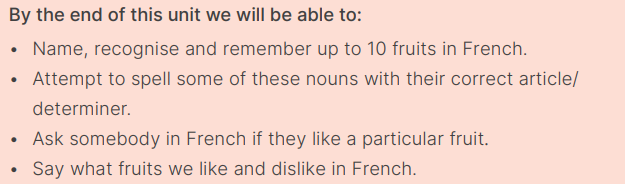 By the end of this unit we will be able to:
• Name, recognise and remember up to 10 fruits in French.
• Attempt to spell some of these nouns with their correct article/
determiner.
• Ask somebody in French if they like a particular fruit.
• Say what fruits we like and dislike in French.